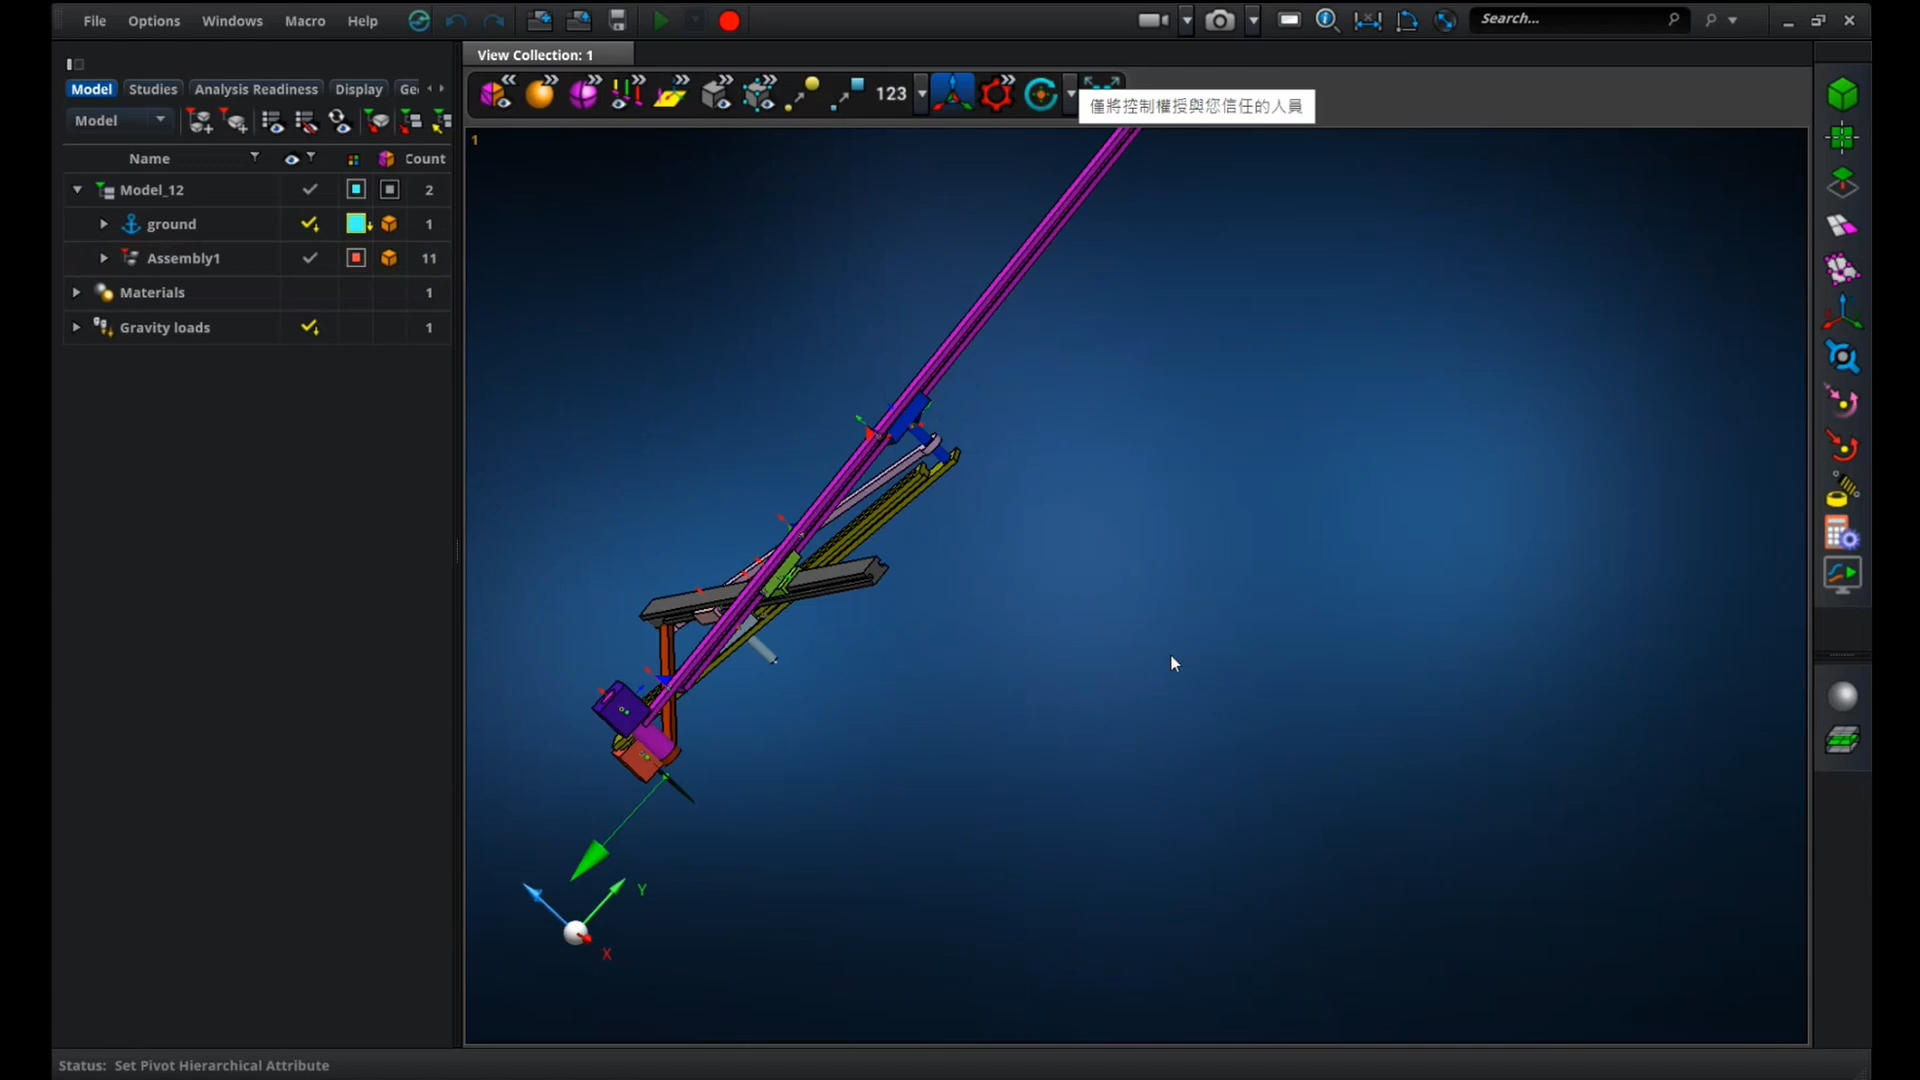 File Options Windows Macro Help Search...
View Collection: 1
Model Studies Analysis Readiness Display Ge
123
僅將控制權授與您信任的人員
Model
1
Name Count
Model_12 2
ground 1
Assembly1 11
Materials 1
Gravity loads 1
Y
X
Status: Set Pivot Hierarchical Attribute